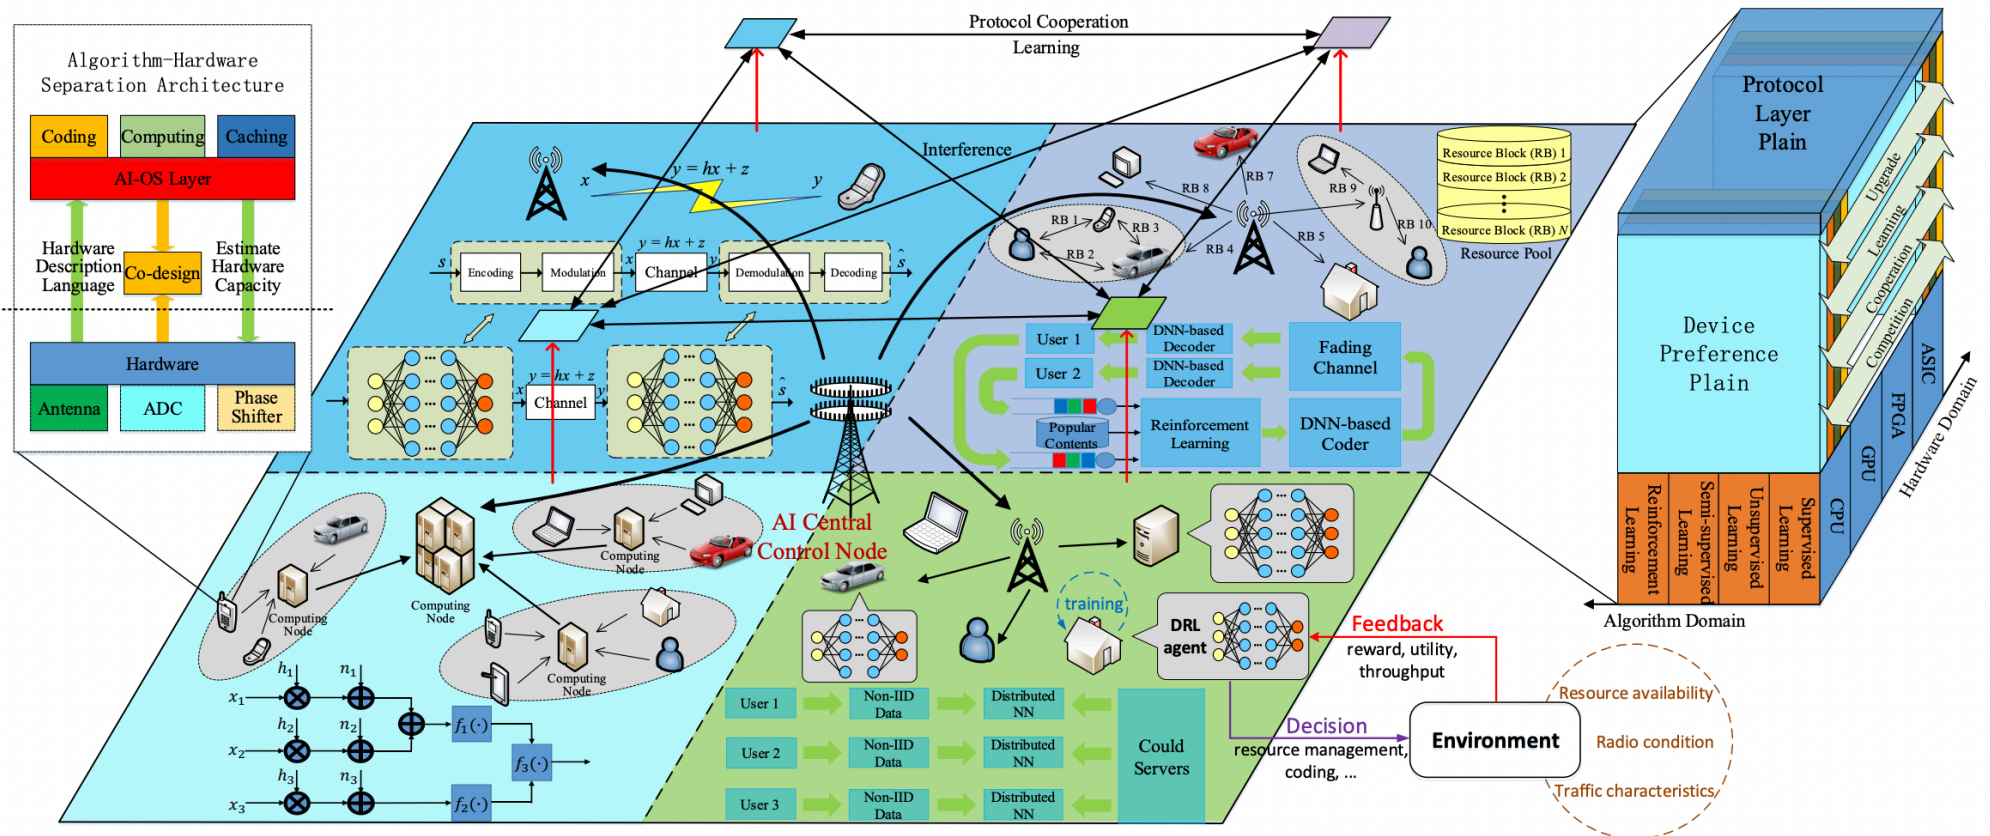 Algorithm-Hardware
Separation Architecture
Coding
Computing
Caching
AI-OS Layer
Hardware
Description
Language
Co-design
Estimate
Hardware
Capacity
Hardware
Antenna
ADC
Phase
Shifter
Protocol Cooperation
Learning
Interference
y = hx + z
x
y
s
Encoding
Modulation
x
y = hx + z
Channel
y
Demodulation
Decoding
ŝ
x
y = hx + z
Channel
y
ŝ
RB 1
RB 2
RB 3
RB 4
RB 5
RB 7
RB 8
RB 9
RB 10
Resource Block (RB) 1
Resource Block (RB) 2
Resource Block (RB) N
Resource Pool
User 1
User 2
DNN-based
Decoder
DNN-based
Decoder
Fading
Channel
Popular
Contents
Reinforcement
Learning
DNN-based
Coder
AI Central
Control Node
Computing
Node
Computing
Node
Computing
Node
Computing
Node
h₁
n₁
x₁
h₂
n₂
x₂
h₃
n₃
x₃
f₁(·)
f₂(·)
f₃(·)
training
DRL
agent
User 1
Non-IID
Data
Distributed
NN
User 2
Non-IID
Data
Distributed
NN
User 3
Non-IID
Data
Distributed
NN
Could
Servers
Feedback
reward, utility,
throughput
Decision
resource management,
coding, ...
Environment
Resource availability
Radio condition
Traffic characteristics
Protocol
Layer
Plain
Device
Preference
Plain
Upgrade
Learning
Cooperation
Competition
Reinforcement
Learning
Semi-supervised
Learning
Unsupervised
Learning
Supervised
Learning
CPU
GPU
FPGA
ASIC
Hardware Domain
Algorithm Domain